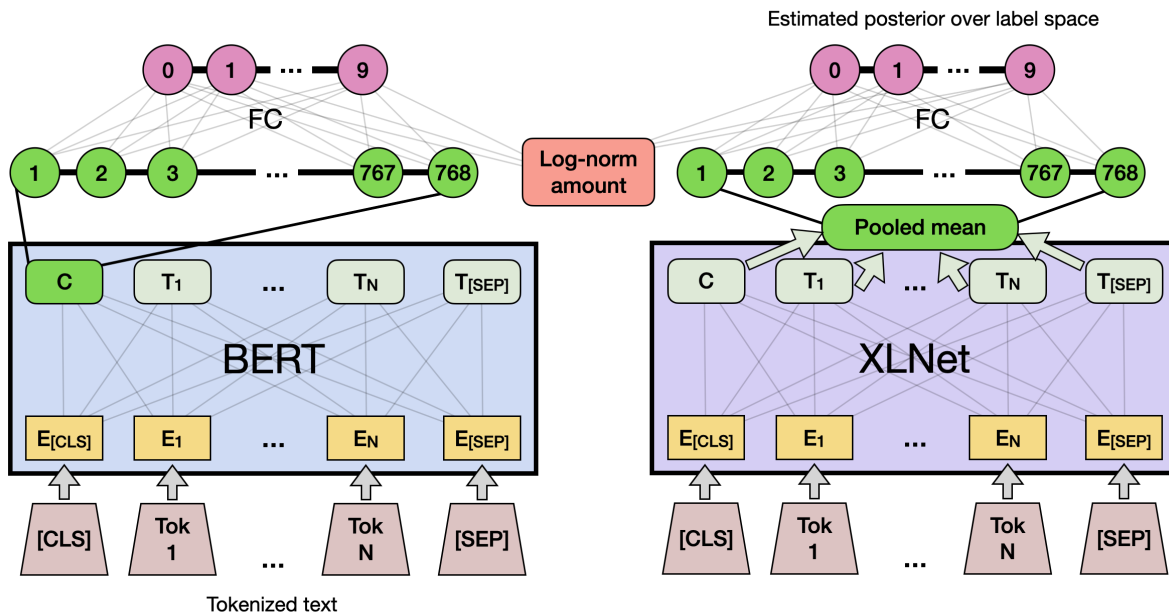 Estimated posterior over label space
0 1 ... 9
FC
1 2 3 ... 767 768
Log-norm
amount
0 1 ... 9
FC
1 2 3 ... 767 768
Pooled mean
C T1 ... TN T[SEP]
BERT
E[CLS] E1 ... EN E[SEP]
[CLS] Tok
1 ... Tok
N [SEP]
Tokenized text
C T1 ... TN T[SEP]
XLNet
E[CLS] E1 ... EN E[SEP]
[CLS] Tok
1 ... Tok
N [SEP]